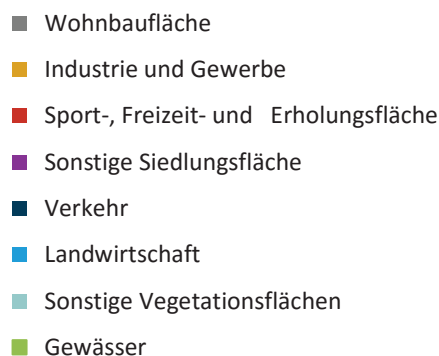 Wohnbaufläche
Industrie und Gewerbe
Sport-, Freizeit- und Erholungsfläche
Sonstige Siedlungsfläche
Verkehr
Landwirtschaft
Sonstige Vegetationsflächen
Gewässer